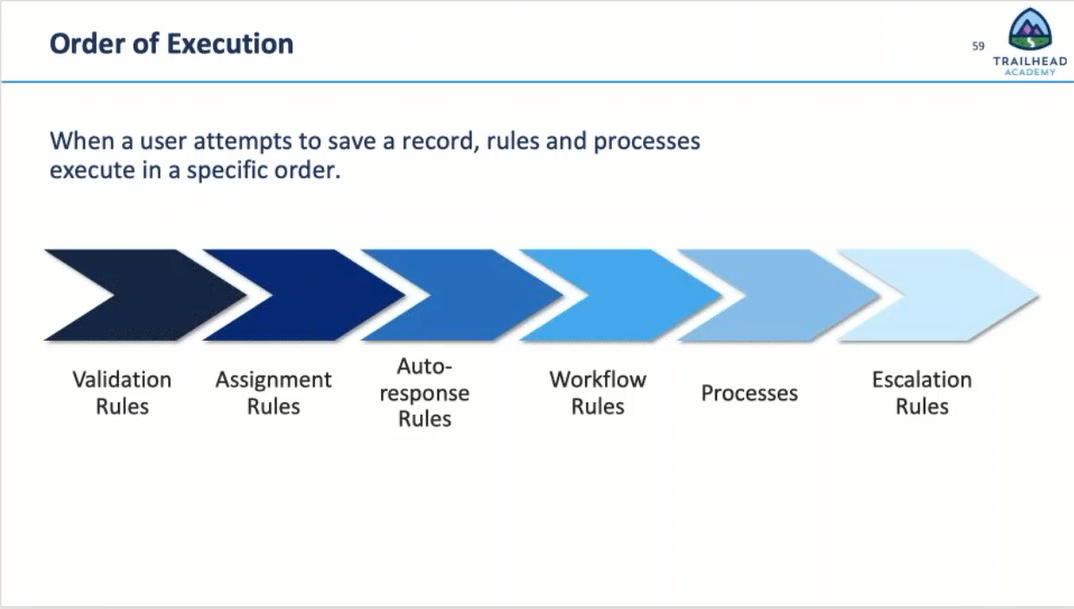 Order of Execution
59
TRAILHEAD
ACADEMY
When a user attempts to save a record, rules and processes
execute in a specific order.
Validation
Rules
Assignment
Rules
Auto-
response
Rules
Workflow
Rules
Processes
Escalation
Rules